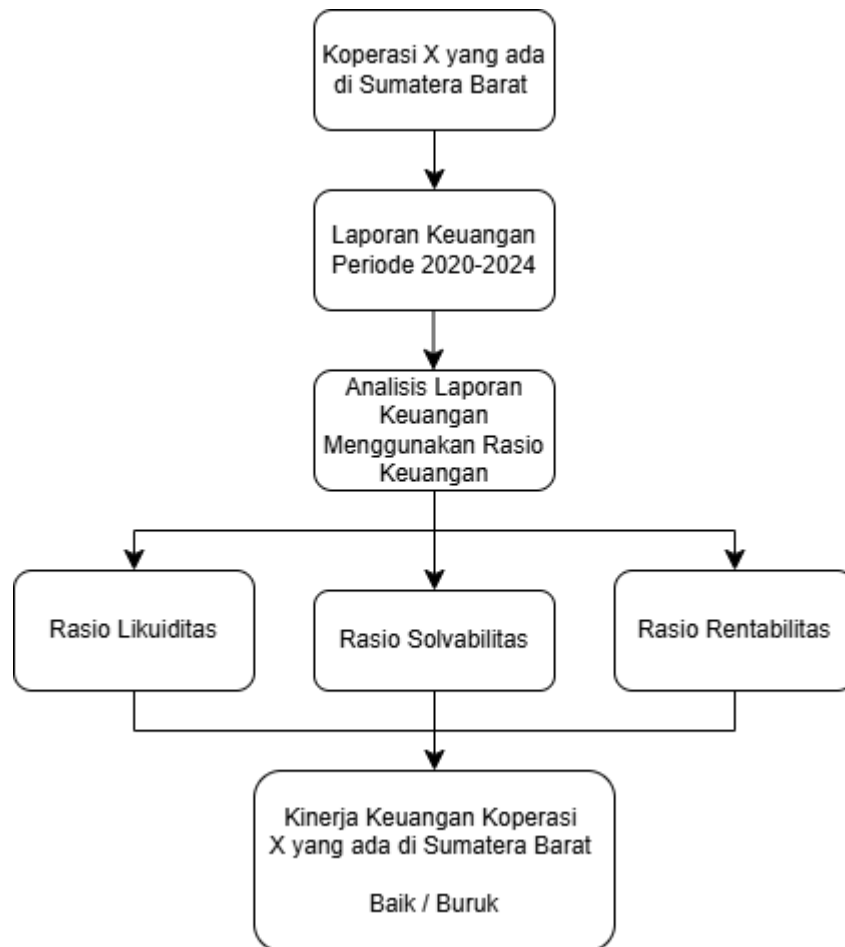 Koperasi X yang ada
di Sumatera Barat
Laporan Keuangan
Periode 2020-2024
Analisis Laporan
Keuangan
Menggunakan Rasio
Keuangan
Rasio Likuiditas
Rasio Solvabilitas
Rasio Rentabilitas
Kinerja Keuangan Koperasi
X yang ada di Sumatera Barat
Baik / Buruk